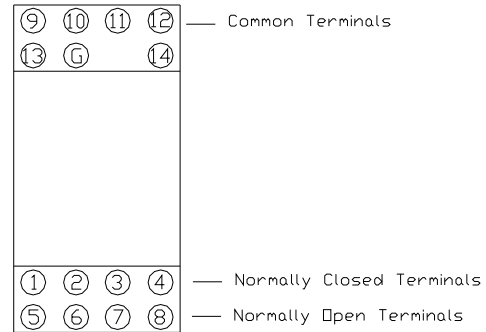 9 10 11 12 Common Terminals
13 G 14
1 2 3 4 Normally Closed Terminals
5 6 7 8 Normally Open Terminals